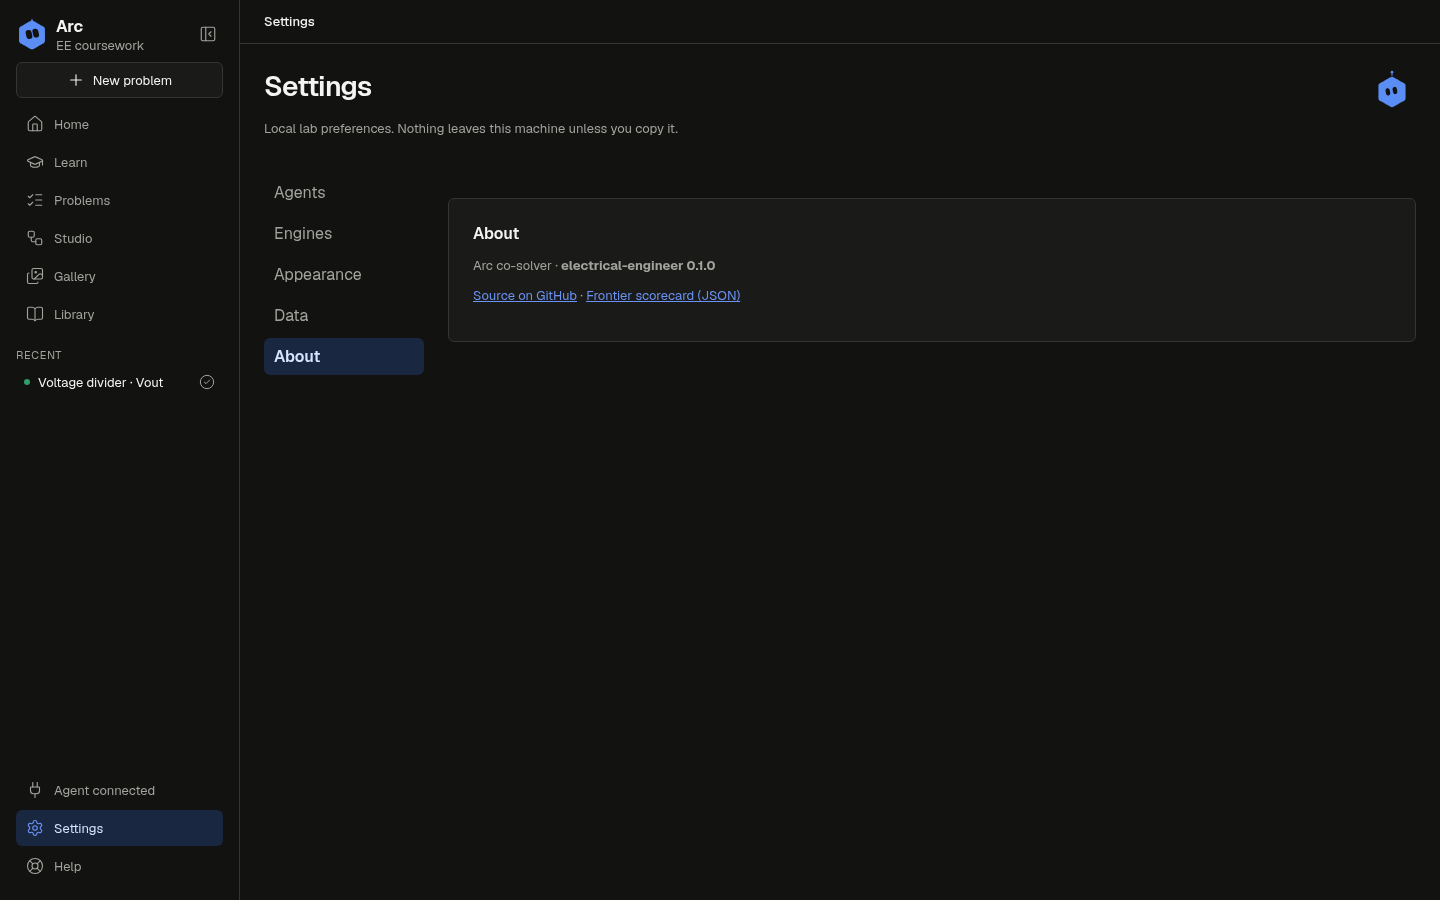 Arc
EE coursework
New problem
Home
Learn
Problems
Studio
Gallery
Library
RECENT
Voltage divider · Vout
Agent connected
Settings
Help
Settings
Settings
Local lab preferences. Nothing leaves this machine unless you copy it.
Agents
Engines
Appearance
Data
About
About
Arc co-solver · electrical-engineer 0.1.0
Source on GitHub · Frontier scorecard (JSON)